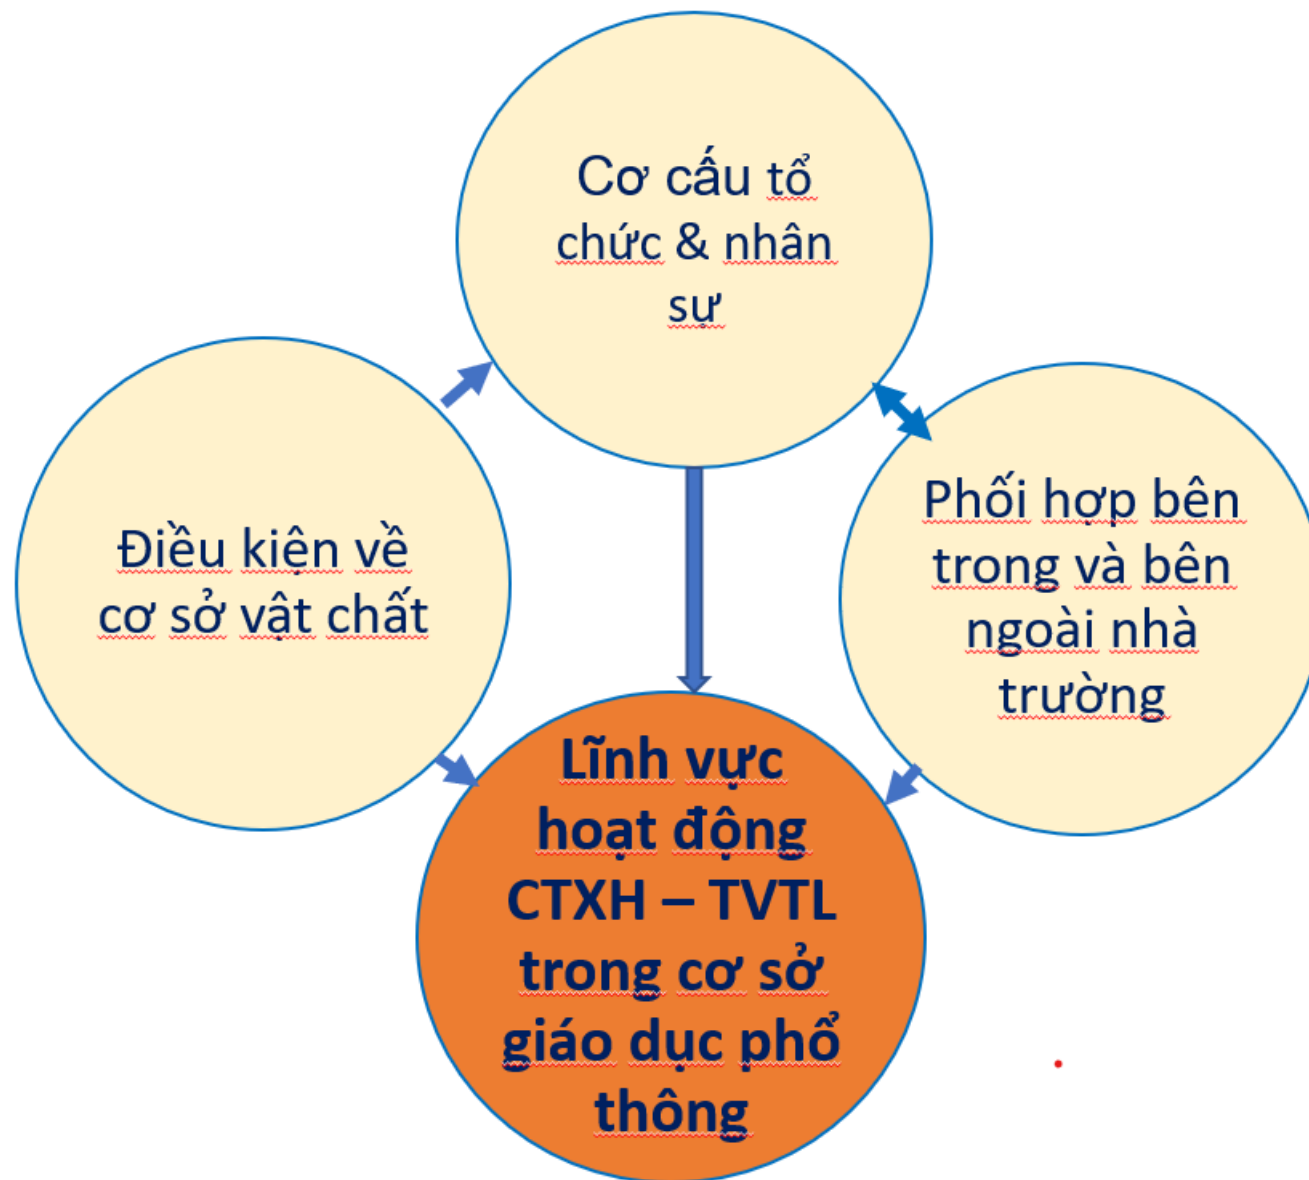 Cơ cấu tổ
chức & nhân
sự
Điều kiện về
cơ sở vật chất
Phối hợp bên
trong và bên
ngoài nhà
trường
Lĩnh vực
hoạt động
CTXH – TVTL
trong cơ sở
giáo dục phổ
thông